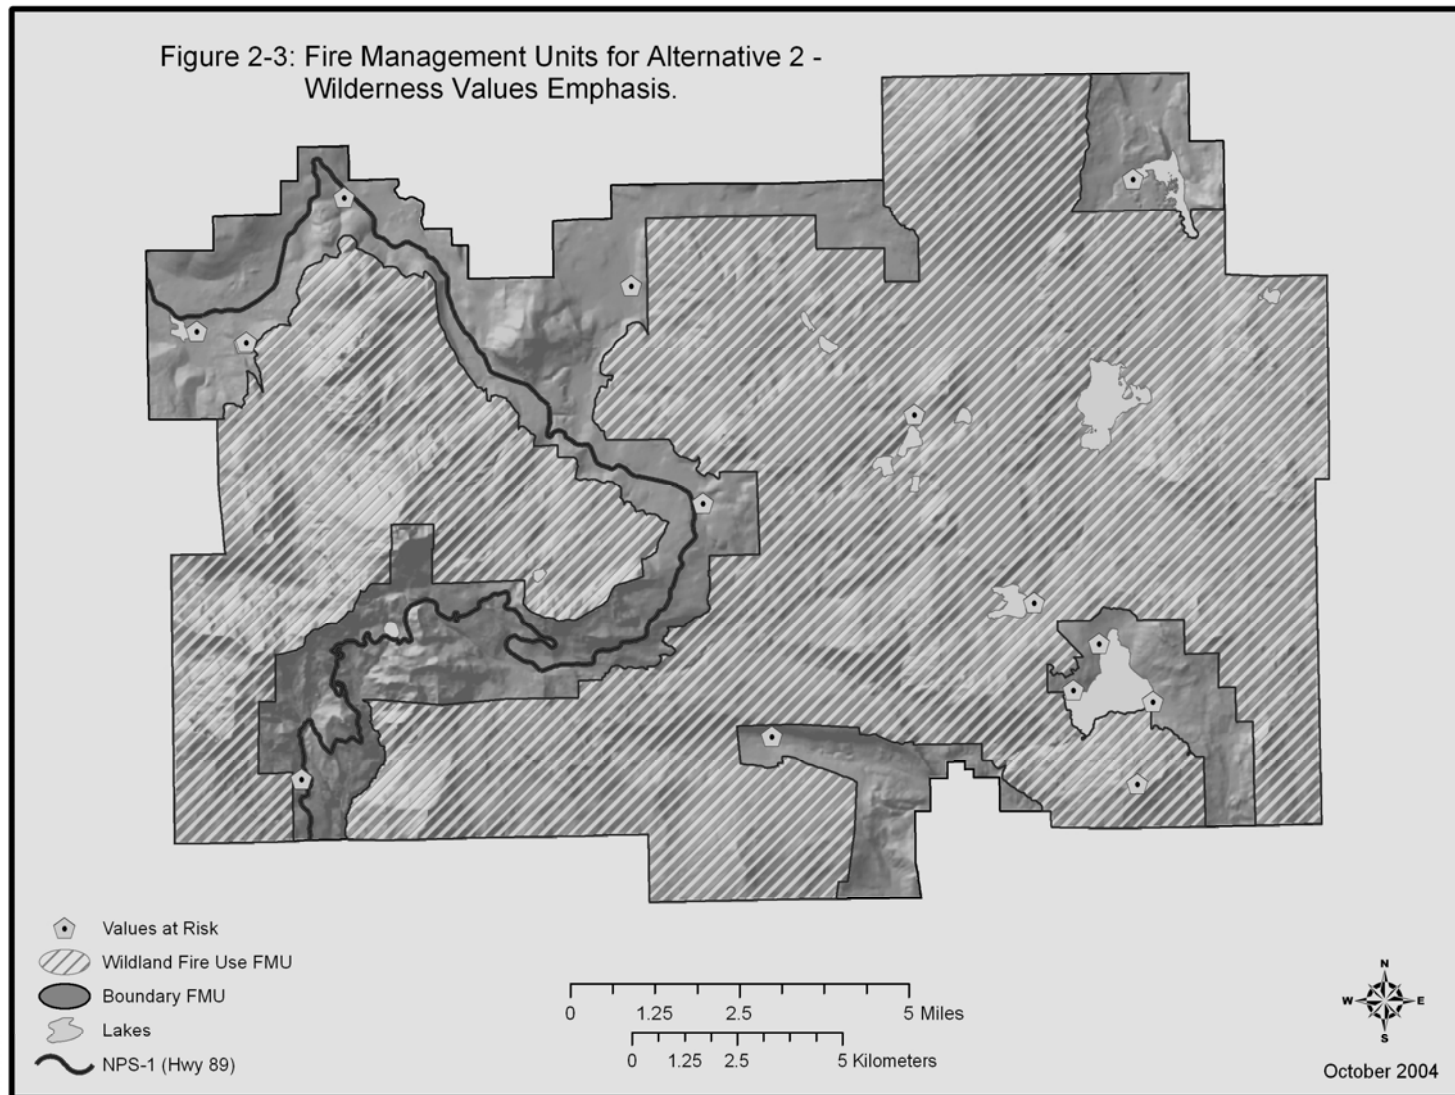 Figure 2-3: Fire Management Units for Alternative 2 -
Wilderness Values Emphasis.
Values at Risk
Wildland Fire Use FMU
Boundary FMU
Lakes
NPS-1 (Hwy 89)
0 1.25 2.5 5 Miles
0 1.25 2.5 5 Kilometers
N
W E
S
October 2004